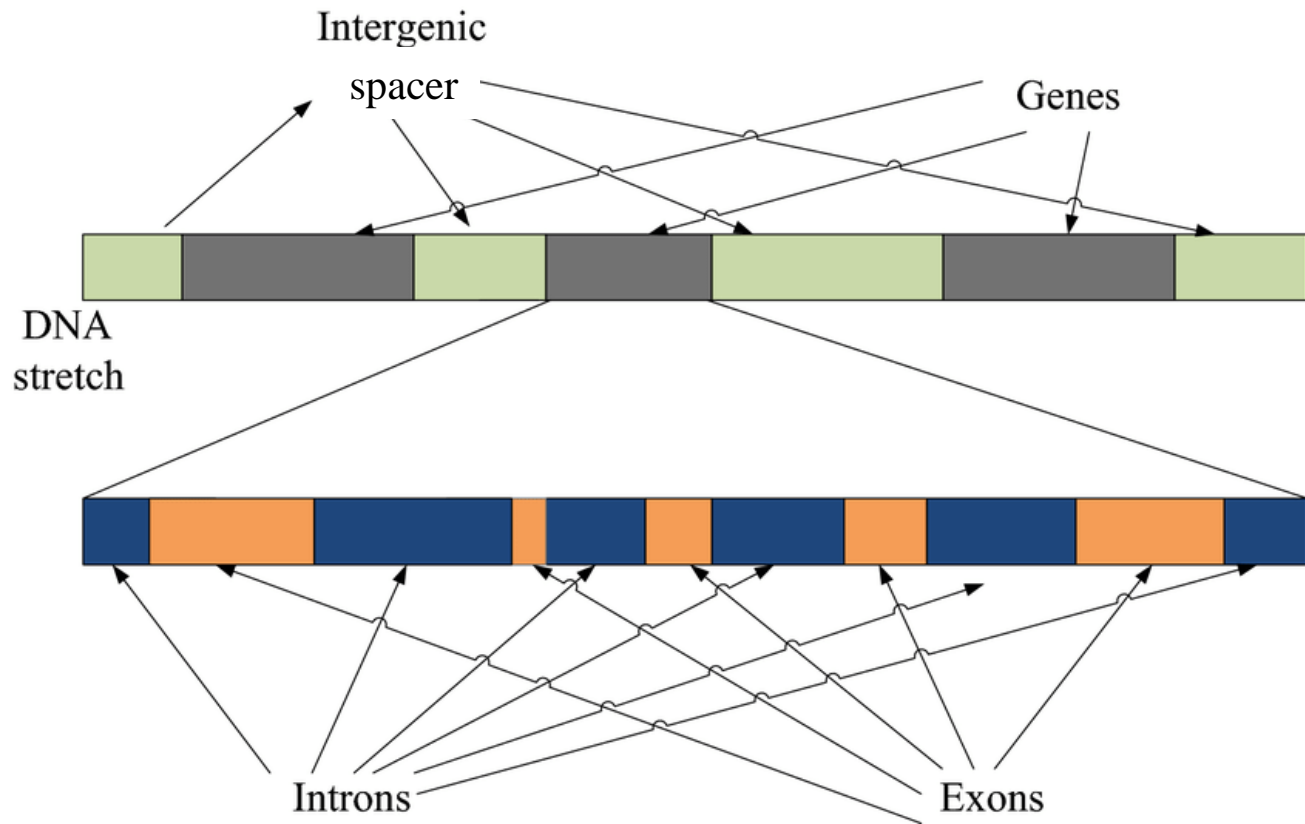 Intergenic
spacer
Genes
DNA
stretch
Introns
Exons